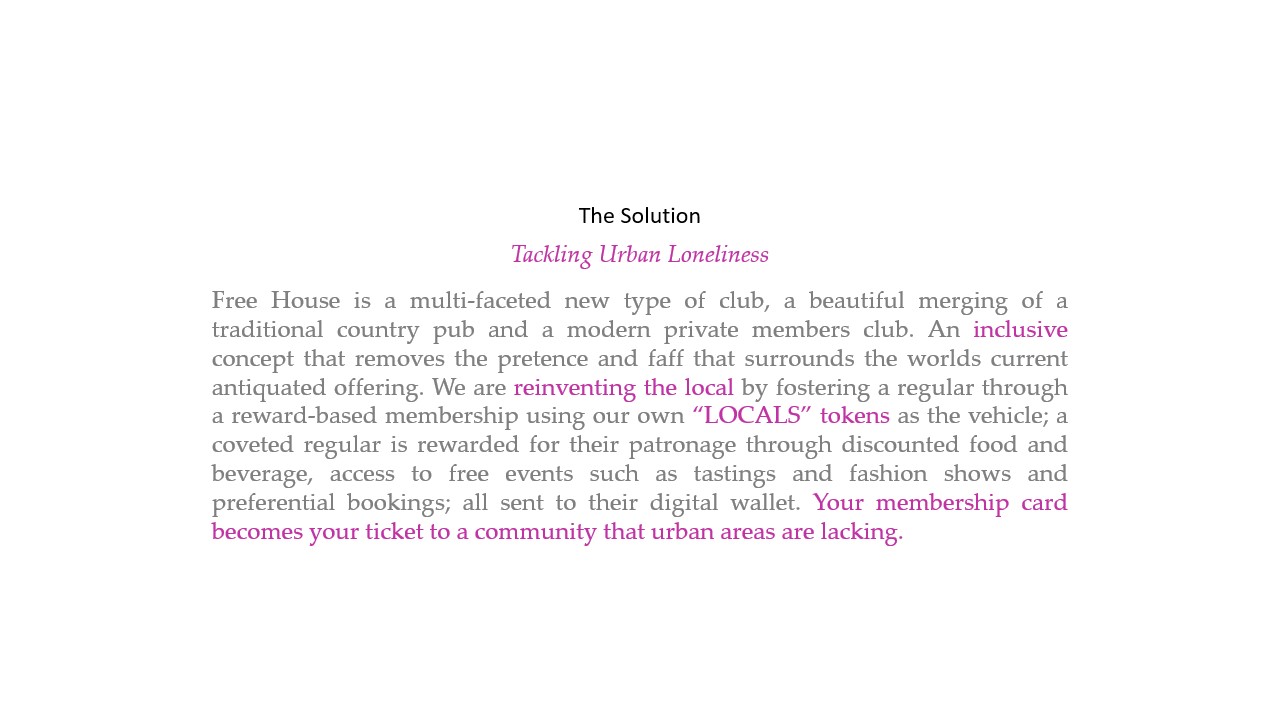 The Solution
Tackling Urban Loneliness
Free House is a multi-faceted new type of club, a beautiful merging of a
traditional country pub and a modern private members club. An inclusive
concept that removes the pretence and faff that surrounds the worlds current
antiquated offering. We are reinventing the local by fostering a regular through
a reward-based membership using our own “LOCALS” tokens as the vehicle; a
coveted regular is rewarded for their patronage through discounted food and
beverage, access to free events such as tastings and fashion shows and
preferential bookings; all sent to their digital wallet. Your membership card
becomes your ticket to a community that urban areas are lacking.